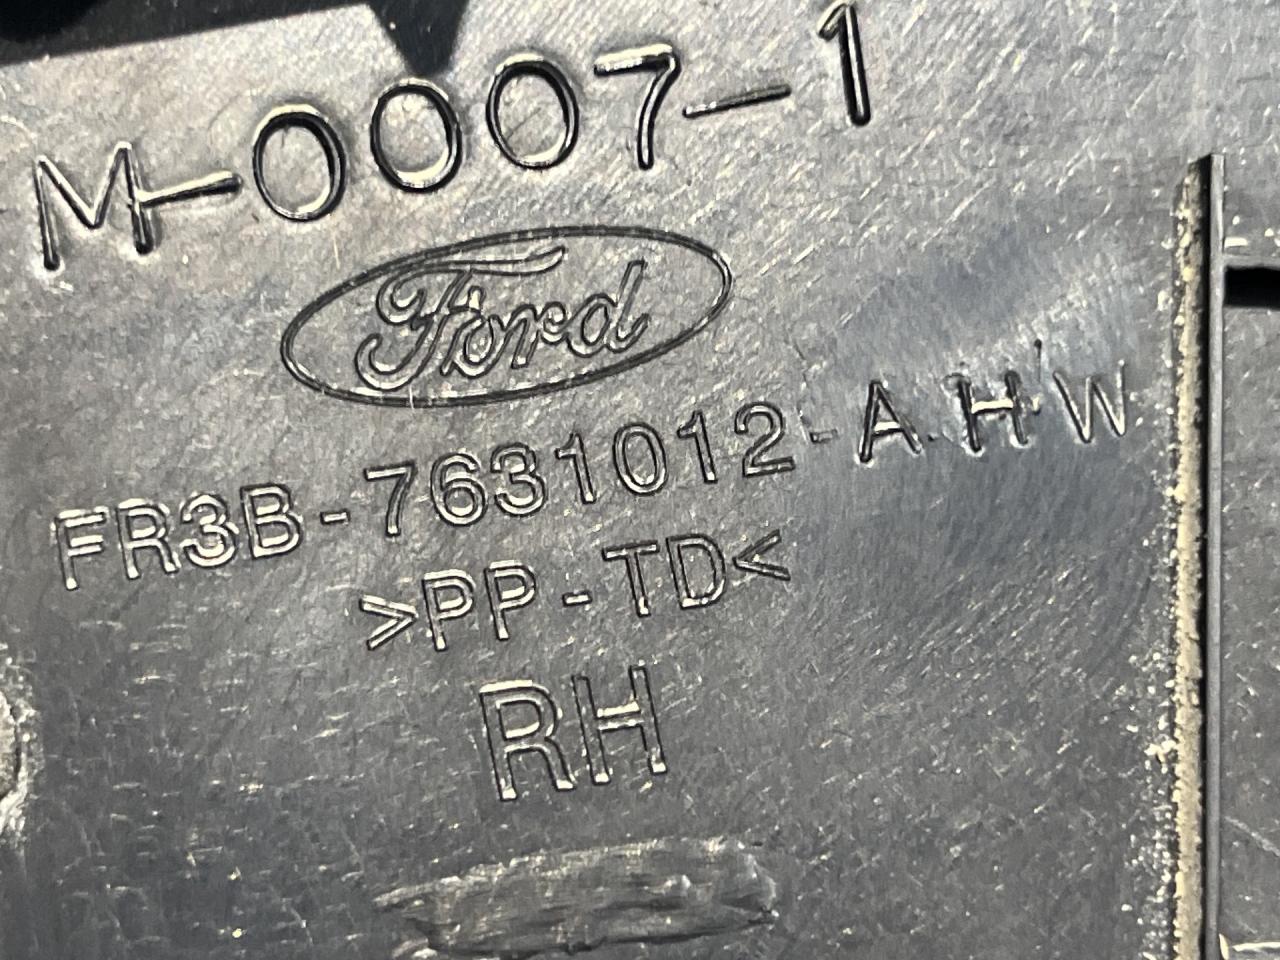 M-0007-1
Ford
FR3B-7631012-AHW
>PP-TD<
RH